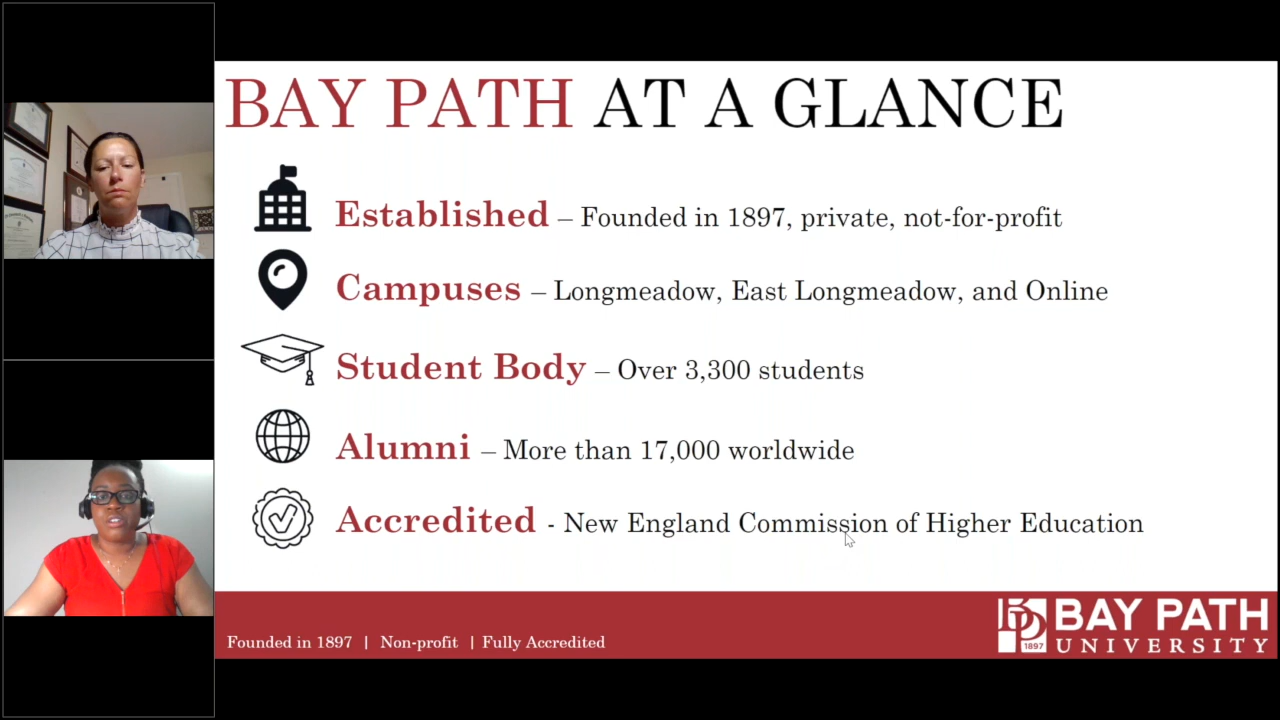 BAY PATH AT A GLANCE
Established – Founded in 1897, private, not-for-profit
Campuses – Longmeadow, East Longmeadow, and Online
Student Body – Over 3,300 students
Alumni – More than 17,000 worldwide
Accredited - New England Commission of Higher Education
Founded in 1897 | Non-profit | Fully Accredited
1897
BAY PATH
UNIVERSITY